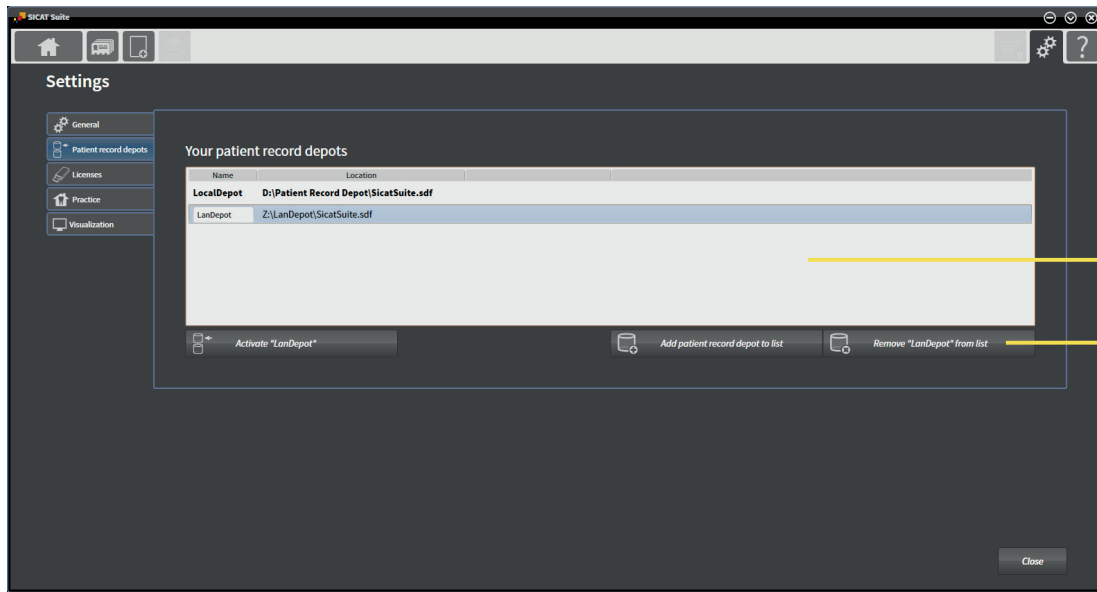 SICAT Suite
?
Settings
General
Patient record depots
Licenses
Practice
Visualization
Your patient record depots
Name Location
LocalDepot D:\Patient Record Depot\SicatSuite.sdf
LanDepot Z:\LanDepot\SicatSuite.sdf
Activate "LanDepot" Add patient record depot to list Remove "LanDepot" from list
Close